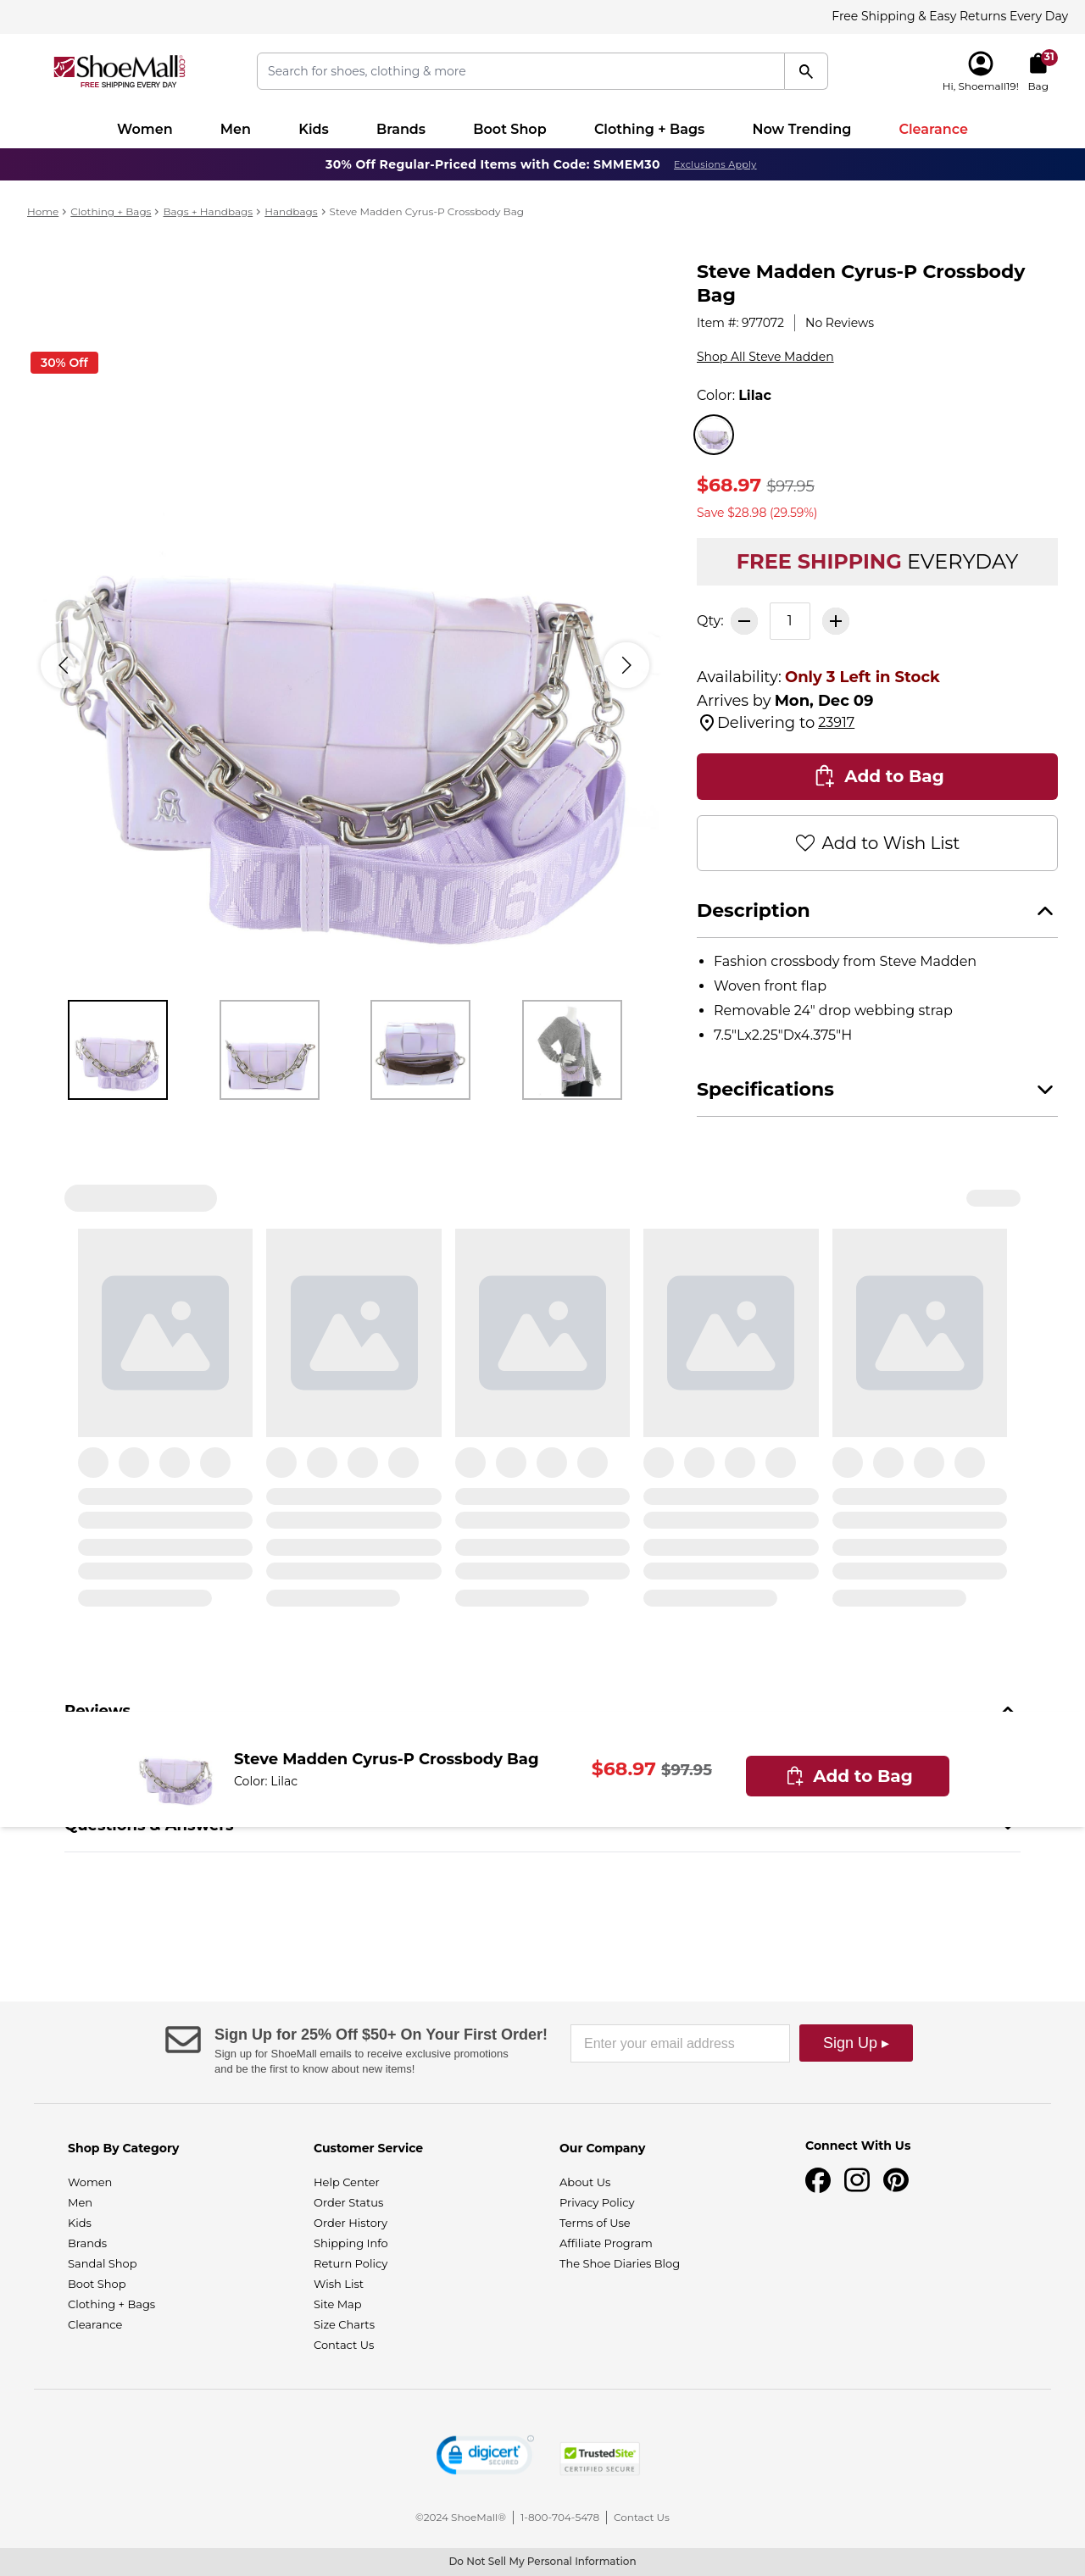 Free Shipping & Easy Returns Every Day
ShoeMall.com
FREE SHIPPING EVERY DAY
Search for shoes, clothing & more
31
Hi, Shoemall19!
Bag
Women
Men
Kids
Brands
Boot Shop
Clothing + Bags
Now Trending
Clearance
30% Off Regular-Priced Items with Code: SMMEM30 Exclusions Apply
Home > Clothing + Bags > Bags + Handbags > Handbags > Steve Madden Cyrus-P Crossbody Bag
30% Off
Steve Madden Cyrus-P Crossbody
Bag
Item #: 977072 | No Reviews
Shop All Steve Madden
Color: Lilac
$68.97 $97.95
Save $28.98 (29.59%)
FREE SHIPPING EVERYDAY
Qty: 1
Availability: Only 3 Left in Stock
Arrives by Mon, Dec 09
Delivering to 23917
Add to Bag
Add to Wish List
Description
• Fashion crossbody from Steve Madden
• Woven front flap
• Removable 24" drop webbing strap
• 7.5"Lx2.25"Dx4.375"H
Specifications
Reviews
Steve Madden Cyrus-P Crossbody Bag
Color: Lilac
$68.97 $97.95
Add to Bag
Questions & Answers
Sign Up for 25% Off $50+ On Your First Order!
Sign up for ShoeMall emails to receive exclusive promotions
and be the first to know about new items!
Enter your email address
Sign Up ▸
Shop By Category
Women
Men
Kids
Brands
Sandal Shop
Boot Shop
Clothing + Bags
Clearance
Customer Service
Help Center
Order Status
Order History
Shipping Info
Return Policy
Wish List
Site Map
Size Charts
Contact Us
Our Company
About Us
Privacy Policy
Terms of Use
Affiliate Program
The Shoe Diaries Blog
Connect With Us
digicert
SECURED
TrustedSite
CERTIFIED SECURE
©2024 ShoeMall® | 1-800-704-5478 | Contact Us
Do Not Sell My Personal Information